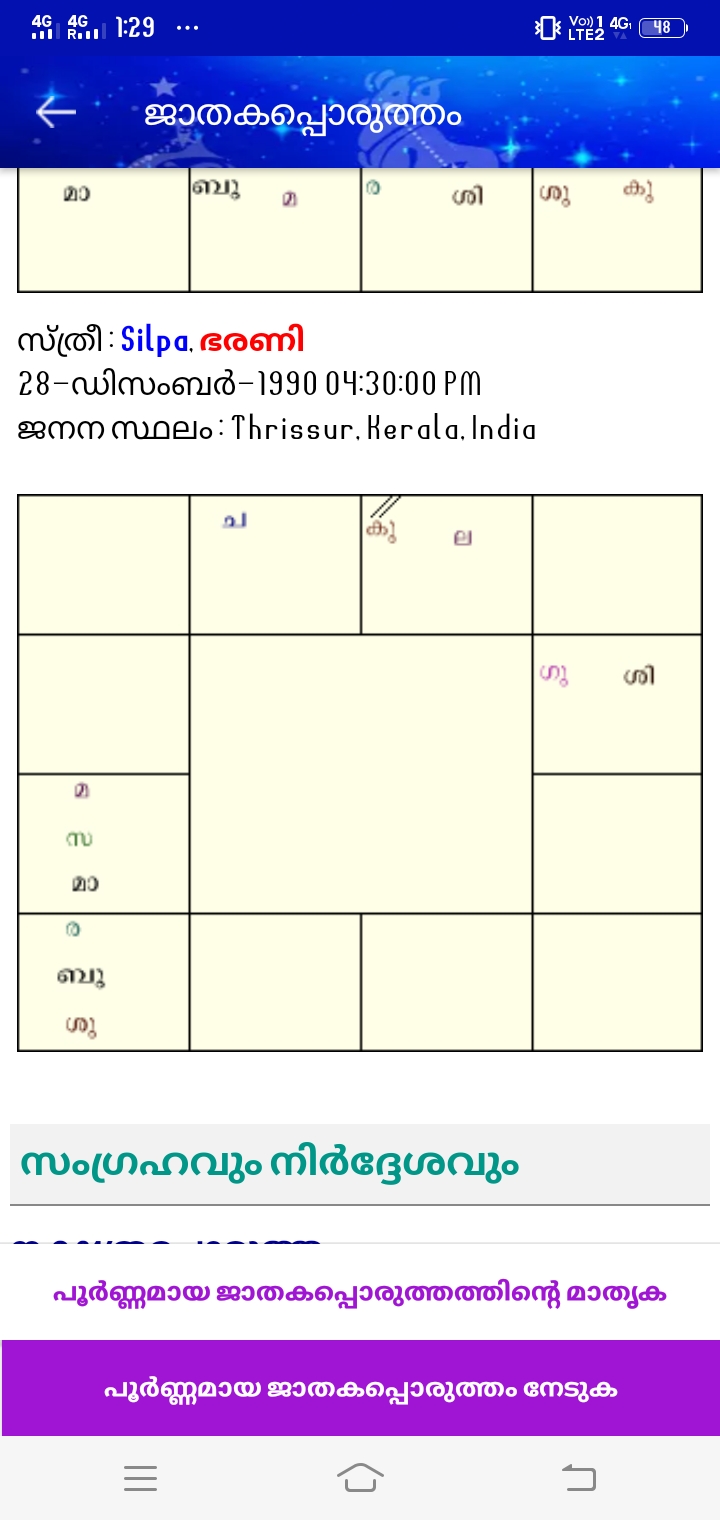 4G 4G R 1:29 ... Vo)) 1 4G LTE2 48
ജാതകപ്പൊരുത്തം
മാ ബു മ ര ശി ശു കു
സ്ത്രീ : Silpa, ഭരണി
28-ഡിസംബർ-1990 04:30:00 PM
ജനന സ്ഥലം : Thrissur, Kerala, India
ച കു ല
ഗു ശി
മ
സ
മാ
ര
ബു
ശു
സംഗ്രഹവും നിർദ്ദേശവും
പൂർണ്ണമായ ജാതകപ്പൊരുത്തത്തിന്റെ മാതൃക
പൂർണ്ണമായ ജാതകപ്പൊരുത്തം നേടുക